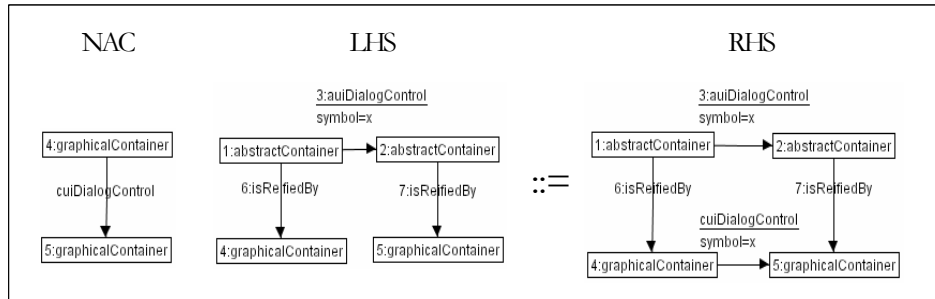 NAC
LHS
RHS
4:graphicalContainer
cuiDialogControl
5:graphicalContainer
3:auiDialogControl
symbol=x
1:abstractContainer
2:abstractContainer
6:isReifiedBy
7:isReifiedBy
4:graphicalContainer
5:graphicalContainer
::=
3:auiDialogControl
symbol=x
1:abstractContainer
2:abstractContainer
6:isReifiedBy
7:isReifiedBy
cuiDialogControl
symbol=x
4:graphicalContainer
5:graphicalContainer